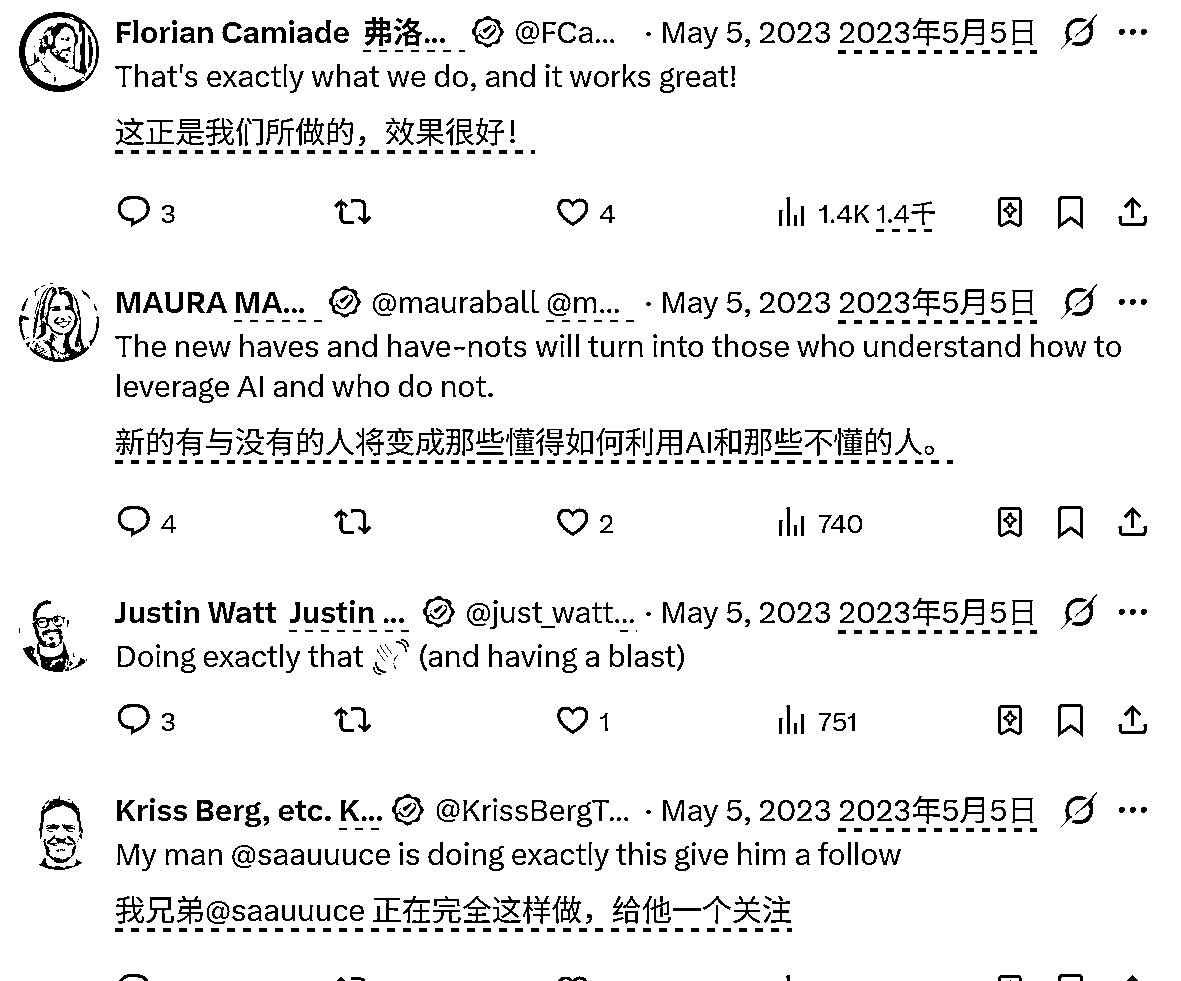 Florian Camiade 弗洛... @FCa... · May 5, 2023 2023年5月5日
That's exactly what we do, and it works great!
这正是我们所做的，效果很好！
3 4 1.4K 1.4千
MAURA MA... @mauraball @m... · May 5, 2023 2023年5月5日
The new haves and have-nots will turn into those who understand how to
leverage AI and who do not.
新的有与没有的人将变成那些懂得如何利用AI和那些不懂的人。
4 2 740
Justin Watt Justin ... @just_watt... · May 5, 2023 2023年5月5日
Doing exactly that 👋 (and having a blast)
3 1 751
Kriss Berg, etc. K... @KrissBergT... · May 5, 2023 2023年5月5日
My man @saauuuce is doing exactly this give him a follow
我兄弟@saauuuce 正在完全这样做，给他一个关注